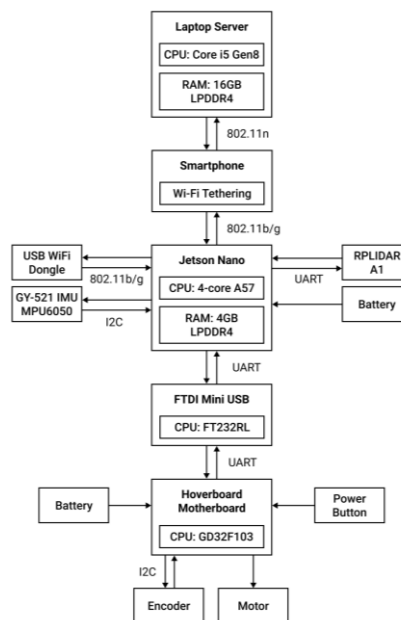 Laptop Server
CPU: Core i5 Gen8
RAM: 16GB
LPDDR4
802.11n
Smartphone
Wi-Fi Tethering
802.11b/g
USB WiFi
Dongle
802.11b/g
GY-521 IMU
MPU6050
I2C
Jetson Nano
CPU: 4-core A57
RAM: 4GB
LPDDR4
RPLIDAR
A1
UART
Battery
UART
FTDI Mini USB
CPU: FT232RL
UART
Battery
Hoverboard
Motherboard
CPU: GD32F103
Power
Button
I2C
Encoder
Motor